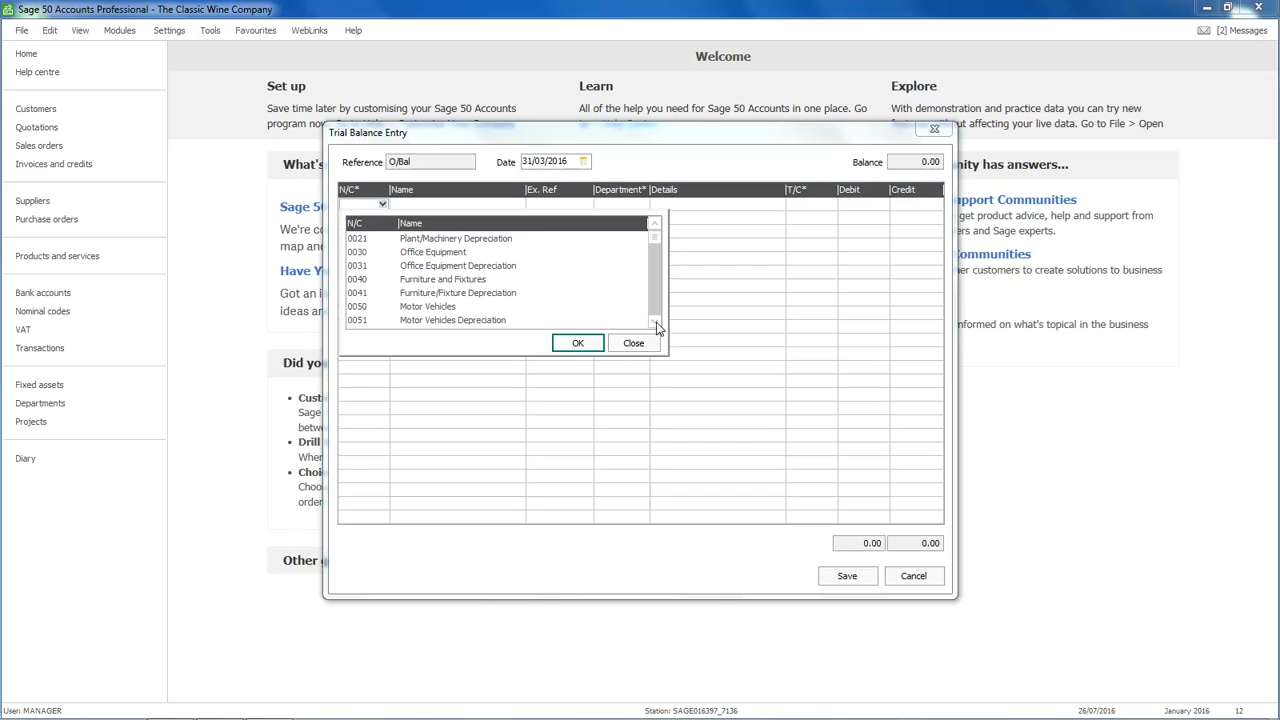 Sage 50 Accounts Professional - The Classic Wine Company
File Edit View Modules Settings Tools Favourites WebLinks Help [2] Messages
Home
Help centre
Customers
Quotations
Sales orders
Invoices and credits
Suppliers
Purchase orders
Products and services
Bank accounts
Nominal codes
VAT
Transactions
Fixed assets
Departments
Projects
Diary
Welcome
Set up
Save time later by customising your Sage 50 Accounts
Learn
All of the help you need for Sage 50 Accounts in one place. Go
Explore
With demonstration and practice data you can try new
without affecting your live data. Go to File > Open
What's
Sage 5
We're co
map and
Have Y
Got an i
ideas an
nity has answers...
upport Communities
get product advice, help and support from
ers and Sage experts.
ommunities
er customers to create solutions to business
nformed on what's topical in the business
Did you
Cust
Sage
betw
Drill
When
Choi
Choo
order
Other
Trial Balance Entry
Reference O/Bal Date 31/03/2016 Balance 0.00
N/C* Name Ex. Ref Department* Details T/C* Debit Credit
N/C Name
0021 Plant/Machinery Depreciation
0030 Office Equipment
0031 Office Equipment Depreciation
0040 Furniture and Fixtures
0041 Furniture/Fixture Depreciation
0050 Motor Vehicles
0051 Motor Vehicles Depreciation
OK Close
0.00 0.00
Save Cancel
User: MANAGER Station: SAGE016397_7136 26/07/2016 January 2016 12